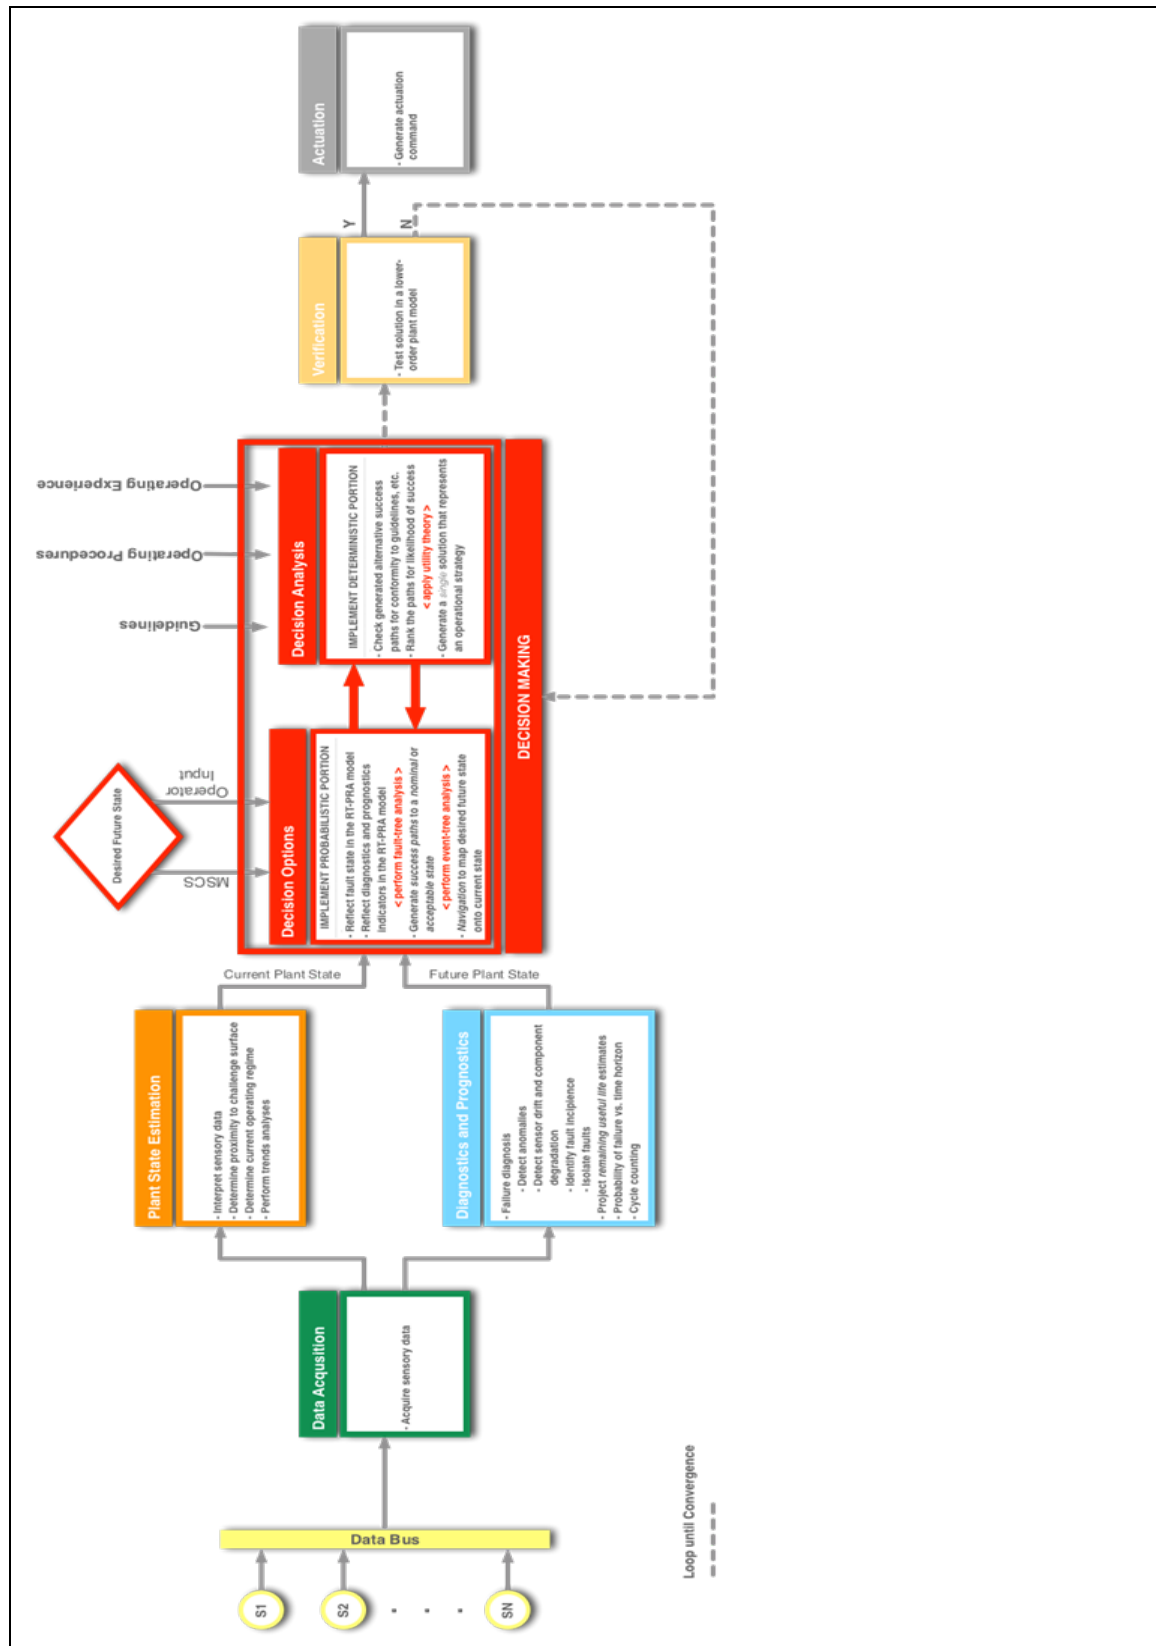 S1
S2
SN
Data Bus
Data Acqusition
• Acquire sensory data
Plant State Estimation
• Interpret sensory data
• Determine proximity to challenge surface
• Determine current operating regime
• Perform trends analyses
Diagnostics and Prognostics
• Failure diagnosis
• Detect anomalies
• Detect sensor drift and component
degradation
• Identify fault incipience
• Isolate faults
• Project remaining useful life estimates
• Probability of failure vs. time horizon
• Cycle counting
Current Plant State
Future Plant State
Desired Future State
MSCS
Operator
Input
Decision Options
IMPLEMENT PROBABILISTIC PORTION
• Reflect fault state in the RT-PRA model
• Reflect diagnostics and prognostics
indicators in the RT-PRA model
< perform fault-tree analysis >
• Generate success paths to a nominal or
acceptable state
< perform event-tree analysis >
• Navigation to map desired future state
onto current state
Guidelines
Operating Procedures
Operating Experience
Decision Analysis
IMPLEMENT DETERMINISTIC PORTION
• Check generated alternative success
paths for conformity to guidelines, etc.
• Rank the paths for likelihood of success
< apply utility theory >
• Generate a single solution that represents
an operational strategy
DECISION MAKING
Verification
• Test solution in a lower-
order plant model
Y
N
Actuation
• Generate actuation
command
Loop until Convergence